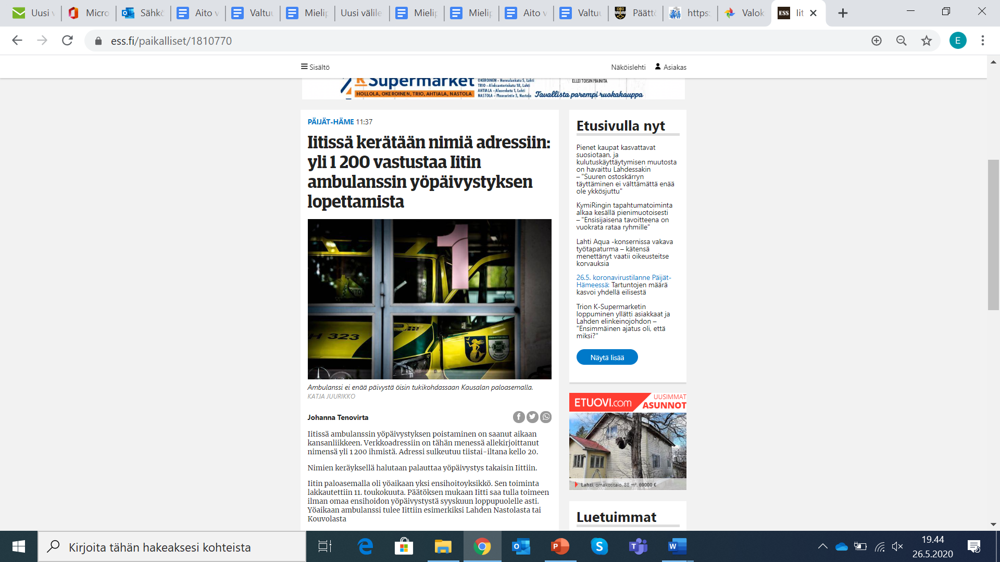 Uusi v
Micro
Sähkö
Aito v
Valtuu
Mielip
Uusi välile
Mielip
Mielip
Aito v
Valtuu
Päättö
https:
Valok
ESS
Iit
ess.fi/paikalliset/1810770
E
Sisältö
Näköislehti
Asiakas
K Supermarket
HOLLOLA, OKEROINEN, TRIO, AHTIALA, NASTOLA
OKEROINEN – Hennalankatu 5, Lahti
TRIO – Aleksanterinkatu 18, Lahti
AHTIALA – Alasenkatu 1, Lahti
NASTOLA – Muurarintie 3, Nastola
ELLEI TOISIN MAINITA
Tavallista parempi ruokakauppa
PÄIJÄT-HÄME 11:37
Iitissä kerätään nimiä adressiin:
yli 1 200 vastustaa Iitin
ambulanssin yöpäivystyksen
lopettamista
1
H 323
Ambulanssi ei enää päivystä öisin tukikohdassaan Kausalan paloasemalla.
KATJA JUURIKKO
Johanna Tenovirta
Iitissä ambulanssin yöpäivystyksen poistaminen on saanut aikaan
kansanliikkeen. Verkkoadressiin on tähän menessä allekirjoittanut
nimensä yli 1 200 ihmistä. Adressi sulkeutuu tiistai-iltana kello 20.
Nimien keräyksellä halutaan palauttaa yöpäivystys takaisin Iittiin.
Iitin paloasemalla oli yöaikaan yksi ensihoitoyksikkö. Sen toiminta
lakkautettiin 11. toukokuuta. Päätöksen mukaan Iitti saa tulla toimeen
ilman omaa ensihoidon yöpäivystystä syyskuun loppupuolelle asti.
Yöaikaan ambulanssi tulee Iittiin esimerkiksi Lahden Nastolasta tai
Kouvolasta
Etusivulla nyt
Pienet kaupat kasvattavat
suosiotaan, ja
kulutuskäyttäytymisen muutosta
on havaittu Lahdessakin
– "Suuren ostoskärryn
täyttäminen ei välttämättä enää
ole ykkösjuttu"
KymiRingin tapahtumatoiminta
alkaa kesällä pienimuotoisesti
– "Ensisijaisena tavoitteena on
vuokrata rataa ryhmille"
Lahti Aqua -konsernissa vakava
työtapaturma – kätensä
menettänyt vaatii oikeusteitse
korvauksia
26.5. koronavirustilanne Päijät-
Hämeessä: Tartuntojen määrä
kasvoi yhdellä eilisestä
Trion K-Supermarketin
loppuminen yllätti asiakkaat ja
Lahden elinkeinojohdon –
"Ensimmäinen ajatus oli, että
miksi?"
Näytä lisää
ETUOVI.com
UUSIMMAT
ASUNNOT
Lahti, omakotitalo, 88 m², 69000 €
Luetuimmat
Kirjoita tähän hakeaksesi kohteista
19.44
26.5.2020